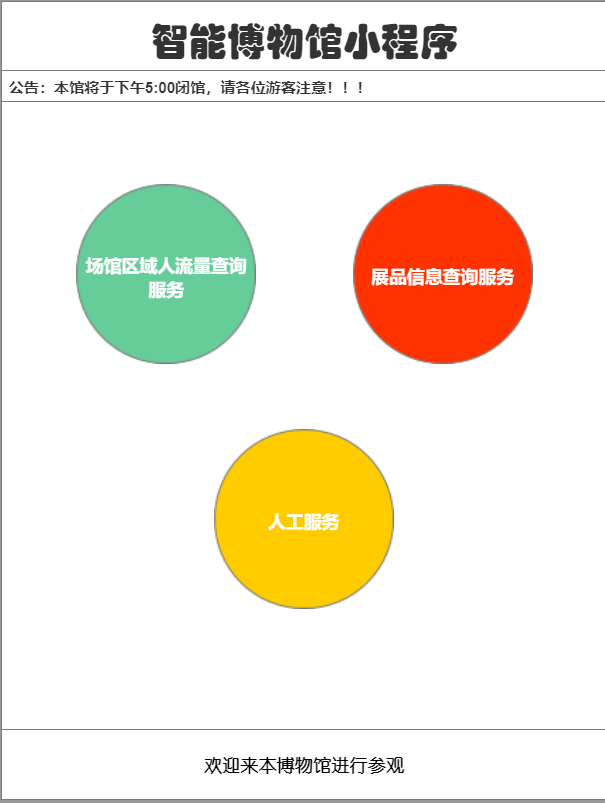 智能博物馆小程序
公告：本馆将于下午5:00闭馆，请各位游客注意！！！
场馆区域人流量查询
服务
展品信息查询服务
人工服务
欢迎来本博物馆进行参观